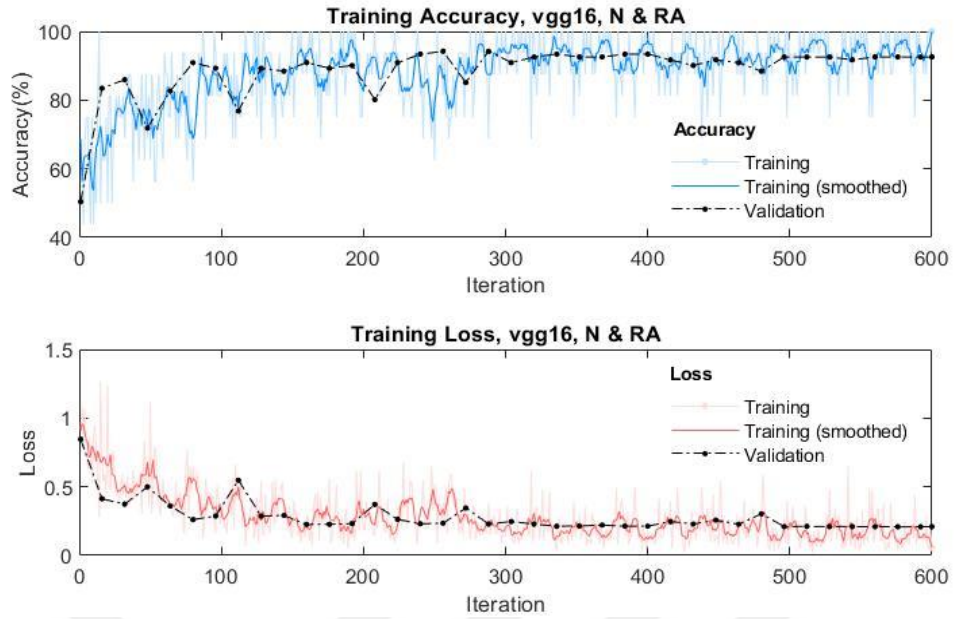 Training Accuracy, vgg16, N & RA
100
80
60
40
Accuracy(%)
Accuracy
Training
Training (smoothed)
Validation
0 100 200 300 400 500 600
Iteration
Training Loss, vgg16, N & RA
1.5
1
0.5
0
Loss
Loss
Training
Training (smoothed)
Validation
0 100 200 300 400 500 600
Iteration